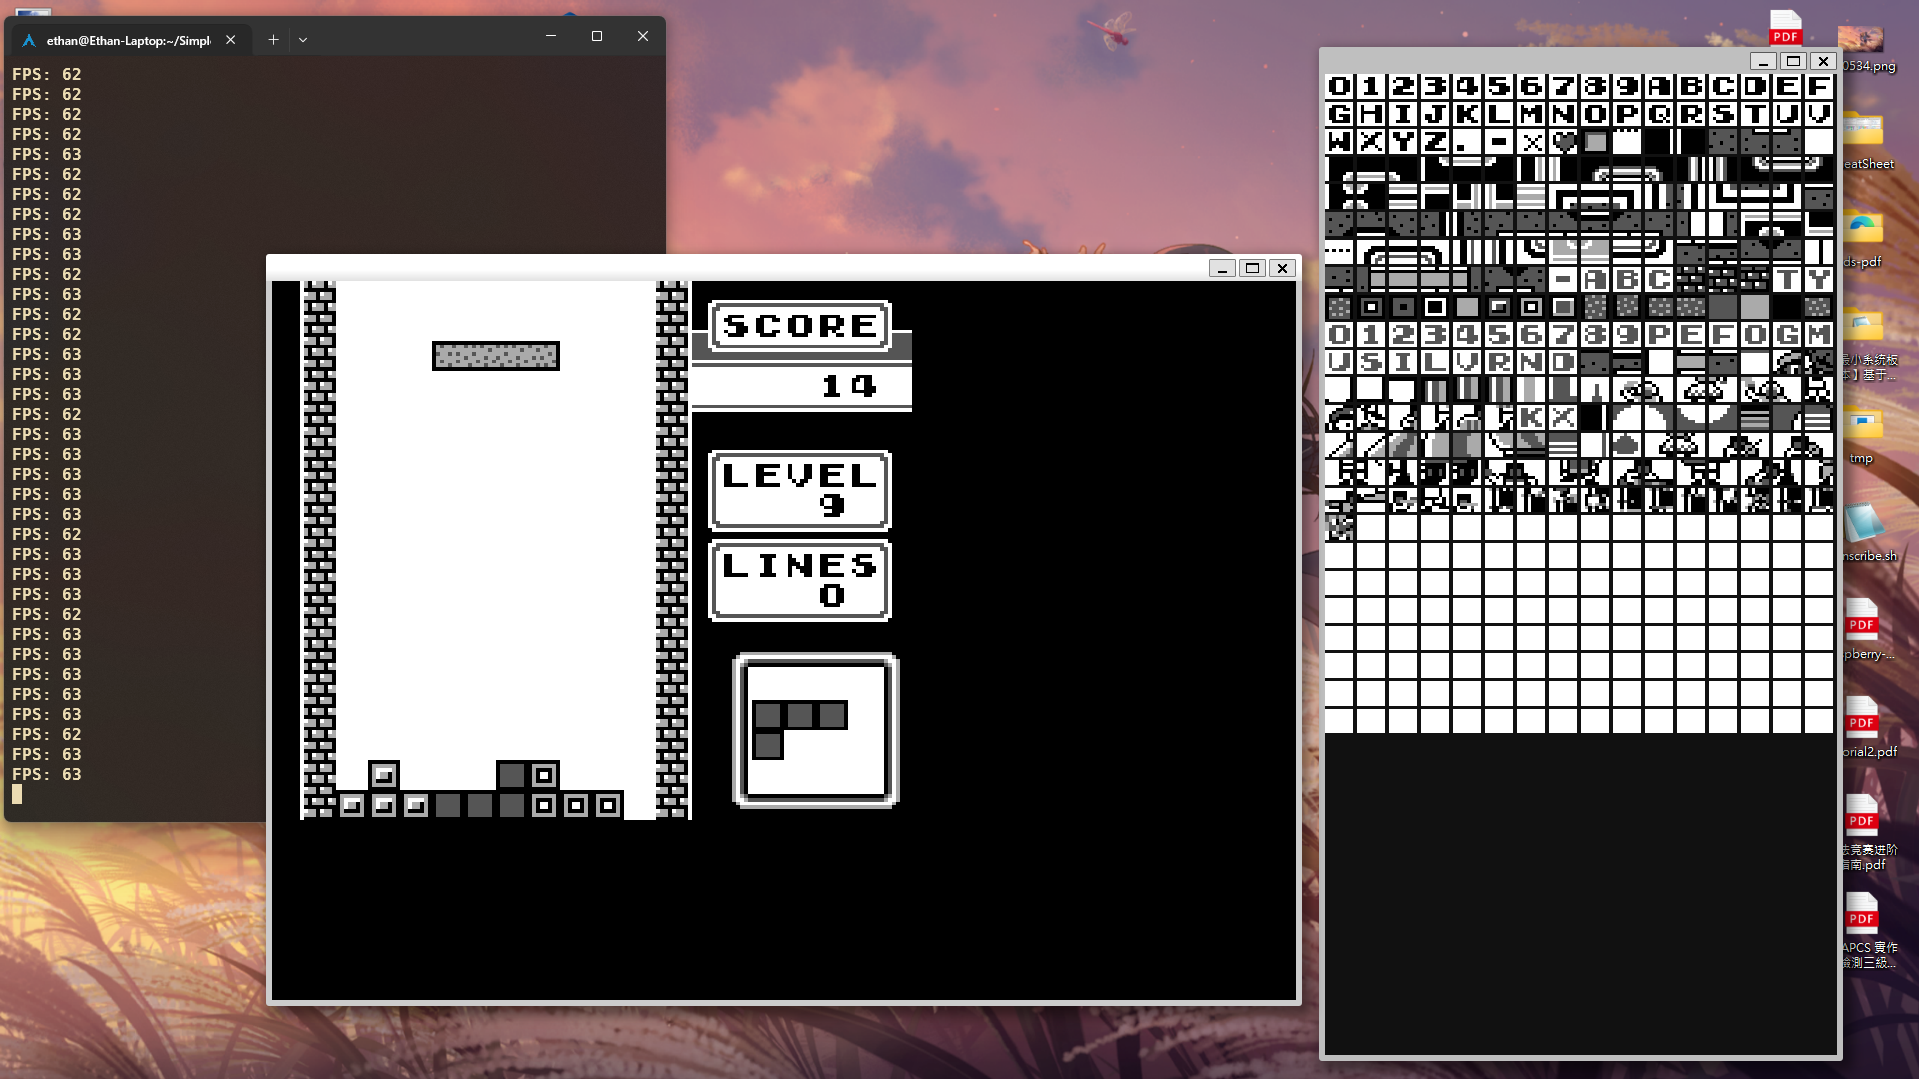 ethan@Ethan-Laptop:~/Simpl
FPS: 62
FPS: 62
FPS: 62
FPS: 62
FPS: 63
FPS: 62
FPS: 62
FPS: 62
FPS: 63
FPS: 63
FPS: 62
FPS: 63
FPS: 62
FPS: 62
FPS: 63
FPS: 63
FPS: 63
FPS: 62
FPS: 63
FPS: 63
FPS: 63
FPS: 63
FPS: 63
FPS: 62
FPS: 63
FPS: 63
FPS: 63
FPS: 62
FPS: 63
FPS: 63
FPS: 63
FPS: 63
FPS: 63
FPS: 62
FPS: 63
FPS: 63
SCORE
14
LEVEL
9
LINES
0
0 1 2 3 4 5 6 7 8 9 A B C D E F
G H I J K L M N O P Q R S T U V
W X Y Z . - x
- A B C T Y
0 1 2 3 4 5 6 7 8 9 P E F O G M
U S I L V R N D
K X
PDF
0534.png
eatSheet
ds-pdf
最小系统板
本】基于...
tmp
nscribe.sh
PDF
pberry-...
PDF
orial2.pdf
PDF
法竞赛进阶
指南.pdf
PDF
APCS 實作
檢測三級...